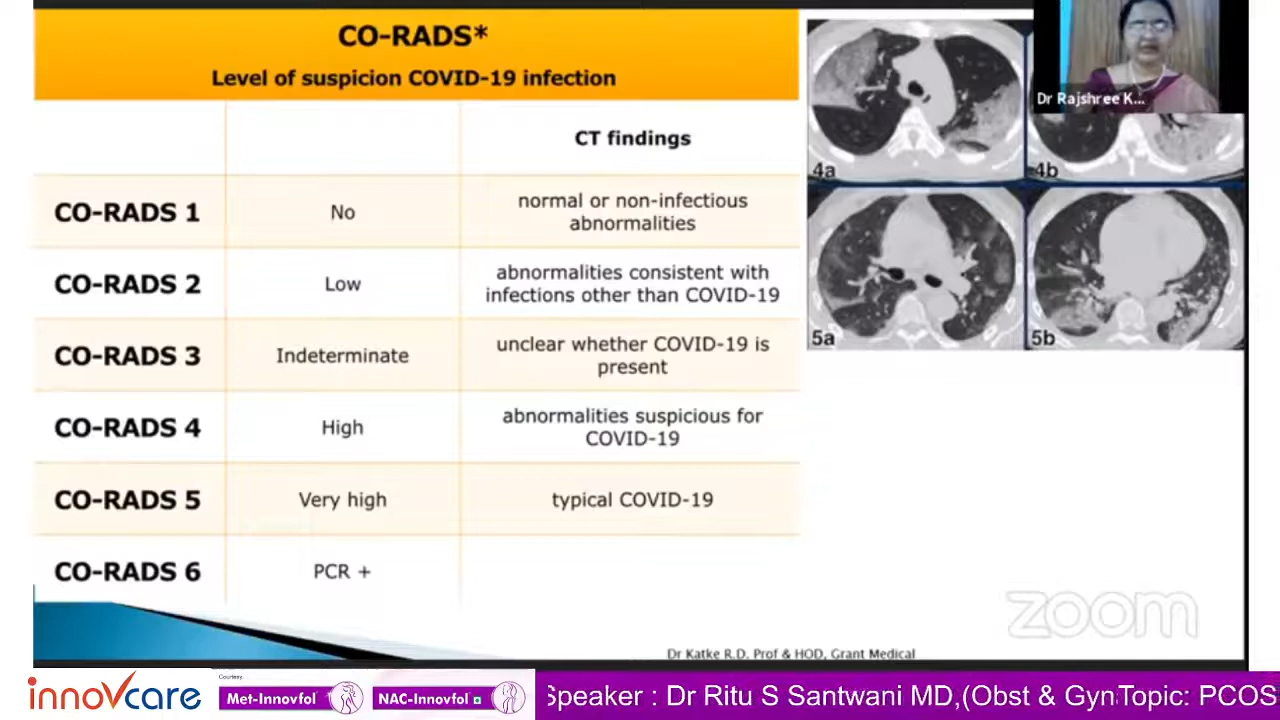 CO-RADS*
Level of suspicion COVID-19 infection
CT findings
CO-RADS 1
No
normal or non-infectious
abnormalities
CO-RADS 2
Low
abnormalities consistent with
infections other than COVID-19
CO-RADS 3
Indeterminate
unclear whether COVID-19 is
present
CO-RADS 4
High
abnormalities suspicious for
COVID-19
CO-RADS 5
Very high
typical COVID-19
CO-RADS 6
PCR +
4a
4b
5a
5b
Dr Rajshree K...
zoom
Dr Katke R.D. Prof & HOD, Grant Medical
innovcare
Courtesy
Met-Innovfol
NAC-Innovfol
Speaker : Dr Ritu S Santwani MD,(Obst & Gyn
Topic: PCOS